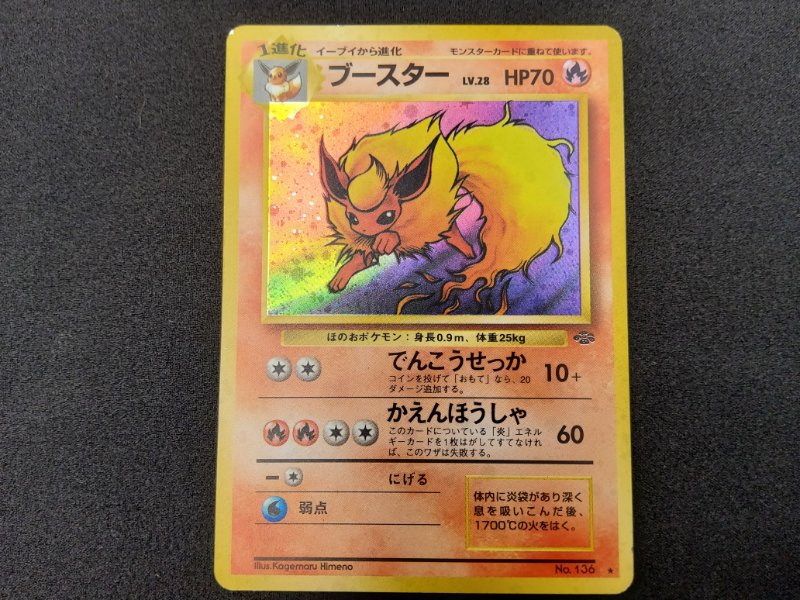 1進化 イーブイから進化 モンスターカードに重ねて使います。
ブースター LV.28 HP70
ほのおポケモン：身長0.9m、体重25kg
でんこうせっか 10+
コインを投げて「おもて」なら、20
ダメージ追加する。
かえんほうしゃ 60
このカードについている「炎」エネル
ギーカードを1枚はがしてすてなけれ
ば、このワザは失敗する。
にげる
弱点
体内に炎袋があり深く
息を吸いこんだ後、
1700℃の火をはく。
Illus. Kagemaru Himeno No. 136 ★